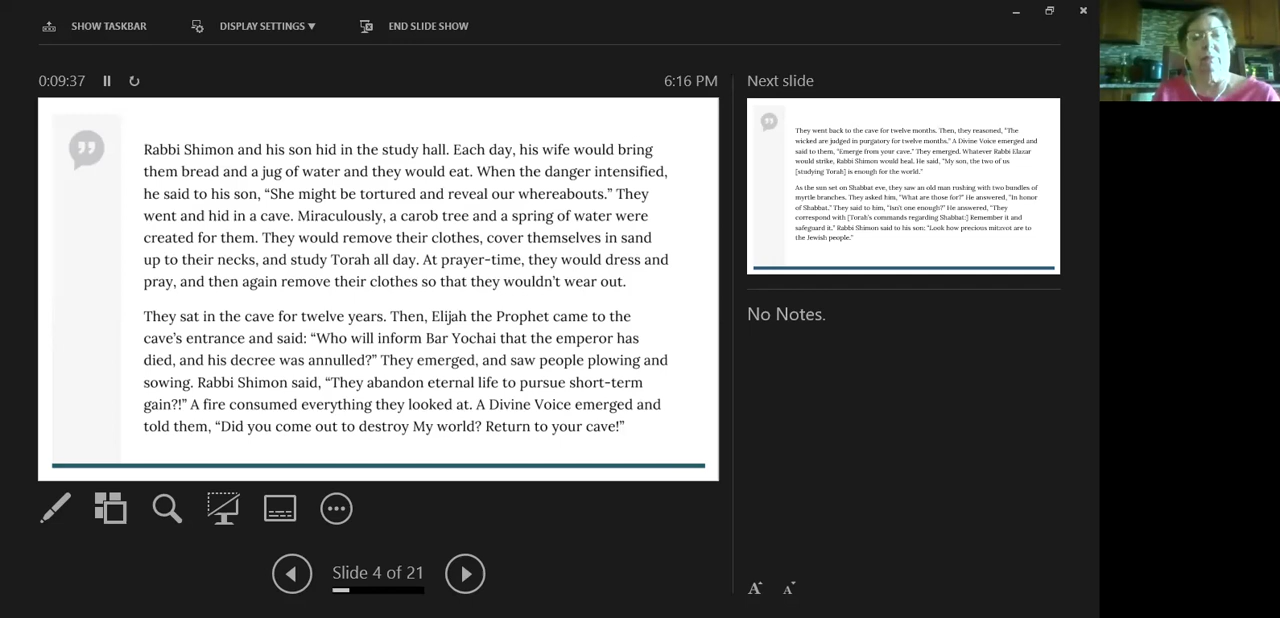 SHOW TASKBAR
DISPLAY SETTINGS ▼
END SLIDE SHOW
0:09:37
6:16 PM
Rabbi Shimon and his son hid in the study hall. Each day, his wife would bring
them bread and a jug of water and they would eat. When the danger intensified,
he said to his son, “She might be tortured and reveal our whereabouts.” They
went and hid in a cave. Miraculously, a carob tree and a spring of water were
created for them. They would remove their clothes, cover themselves in sand
up to their necks, and study Torah all day. At prayer-time, they would dress and
pray, and then again remove their clothes so that they wouldn’t wear out.
They sat in the cave for twelve years. Then, Elijah the Prophet came to the
cave’s entrance and said: “Who will inform Bar Yochai that the emperor has
died, and his decree was annulled?” They emerged, and saw people plowing and
sowing. Rabbi Shimon said, “They abandon eternal life to pursue short-term
gain?!” A fire consumed everything they looked at. A Divine Voice emerged and
told them, “Did you come out to destroy My world? Return to your cave!”
Slide 4 of 21
Next slide
They went back to the cave for twelve months. Then, they reasoned, “The
wicked are judged in purgatory for twelve months.” A Divine Voice emerged and
said to them, “Emerge from your cave.” They emerged. Whatever Rabbi Elazar
would strike, Rabbi Shimon would heal. He said, “My son, the two of us
[studying Torah] is enough for the world.”
As the sun set on Shabbat eve, they saw an old man rushing with two bundles of
myrtle branches. They asked him, “What are those for?” He answered, “In honor
of Shabbat.” They said to him, “Isn’t one enough?” He answered, “They
correspond with [Torah’s commands regarding Shabbat:] Remember it and
safeguard it.” Rabbi Shimon said to his son: “Look how precious mitzvot are to
the Jewish people.”
No Notes.
A A